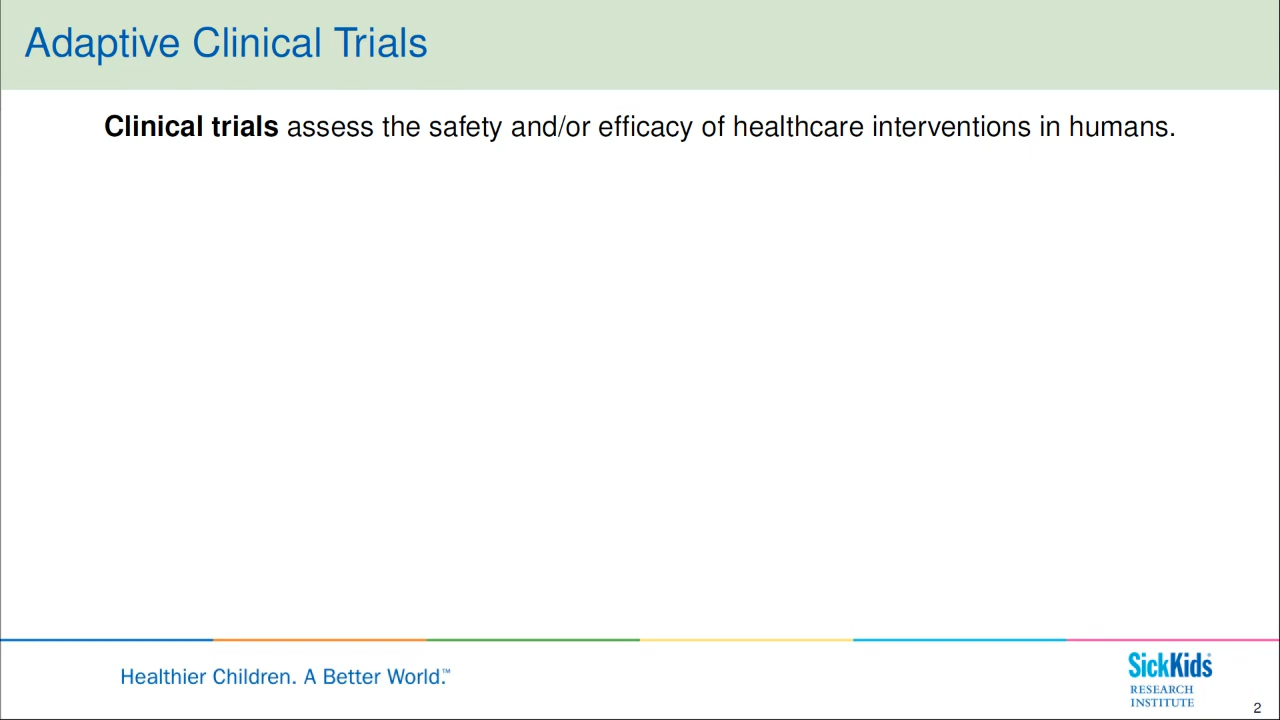 Adaptive Clinical Trials
Clinical trials assess the safety and/or efficacy of healthcare interventions in humans.
Healthier Children. A Better World.™
SickKids®
RESEARCH
INSTITUTE
2